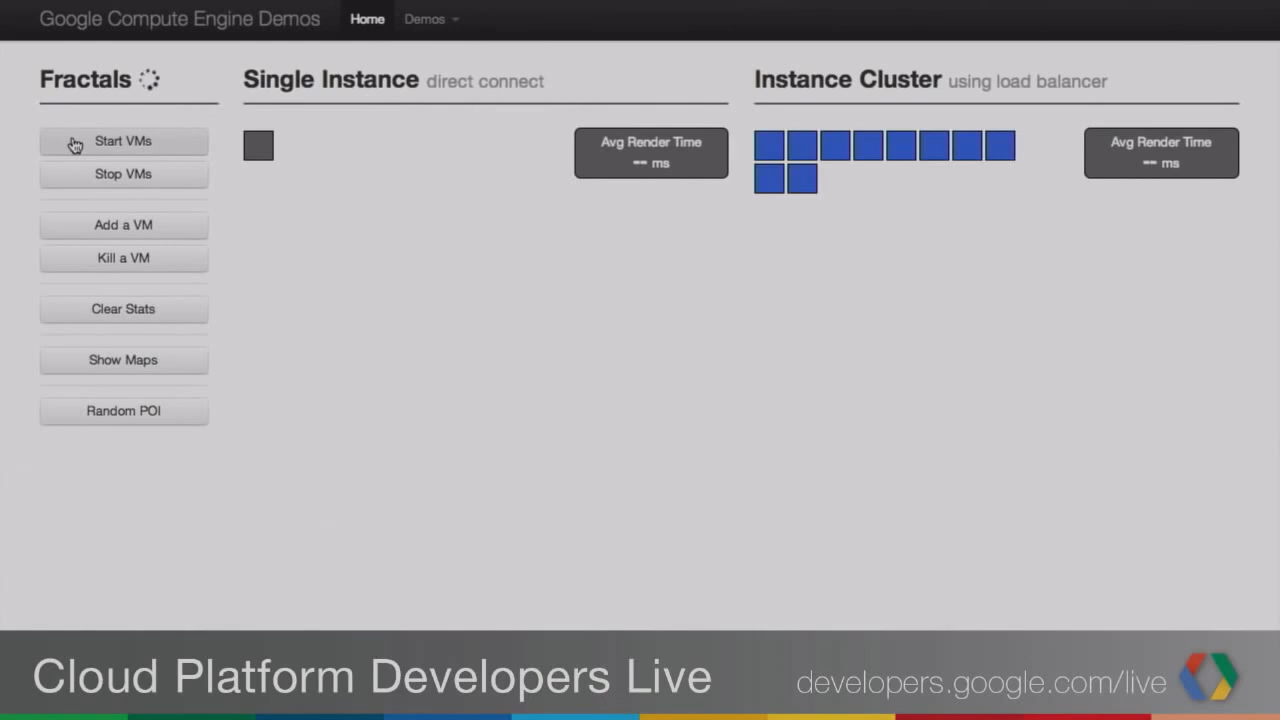 Google Compute Engine Demos Home Demos
Fractals
Start VMs
Stop VMs
Add a VM
Kill a VM
Clear Stats
Show Maps
Random POI
Single Instance direct connect
Avg Render Time
-- ms
Instance Cluster using load balancer
Avg Render Time
-- ms
Cloud Platform Developers Live
developers.google.com/live